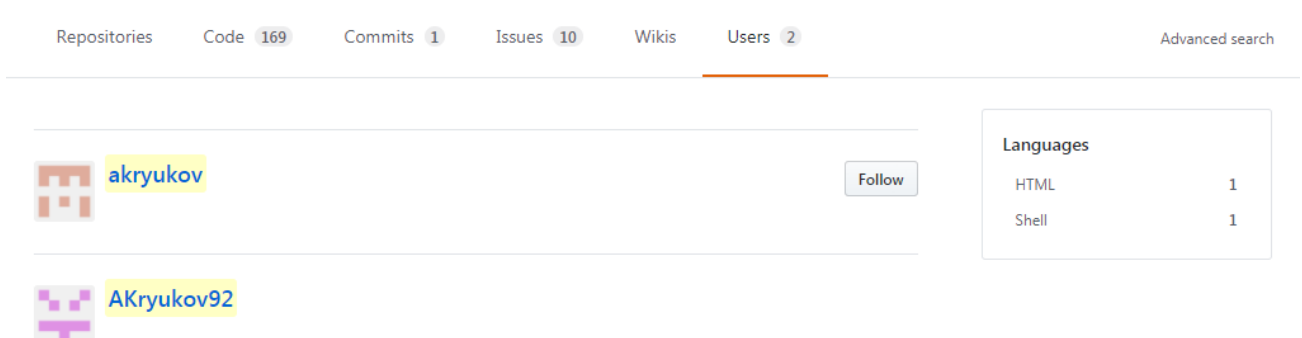 Repositories Code 169 Commits 1 Issues 10 Wikis Users 2 Advanced search
akryukov
Follow
AKryukov92
Languages
HTML 1
Shell 1